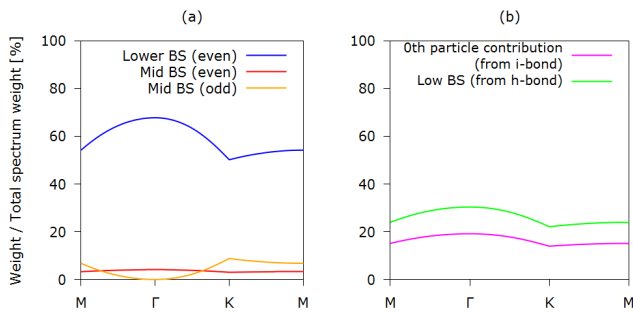 (a)
(b)
Weight / Total spectrum weight [%]
100
80
60
40
20
0
Lower BS (even)
Mid BS (even)
Mid BS (odd)
M Γ K M
100
80
60
40
20
0
0th particle contribution
(from i-bond)
Low BS (from h-bond)
M Γ K M